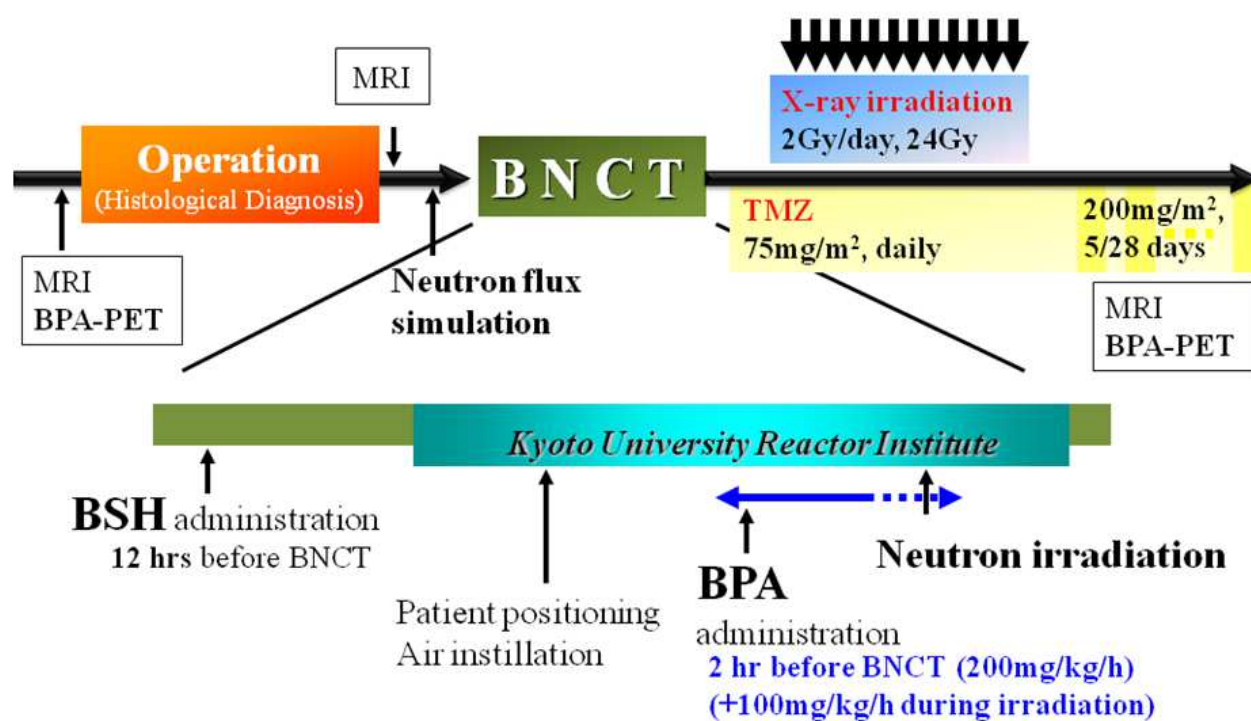 MRI
X-ray irradiation
2Gy/day, 24Gy
Operation
(Histological Diagnosis)
BNCT
TMZ
75mg/m², daily
200mg/m²,
5/28 days
MRI
BPA-PET
Neutron flux
simulation
MRI
BPA-PET
Kyoto University Reactor Institute
BSH administration
12 hrs before BNCT
Patient positioning
Air instillation
BPA
administration
2 hr before BNCT (200mg/kg/h)
(+100mg/kg/h during irradiation)
Neutron irradiation